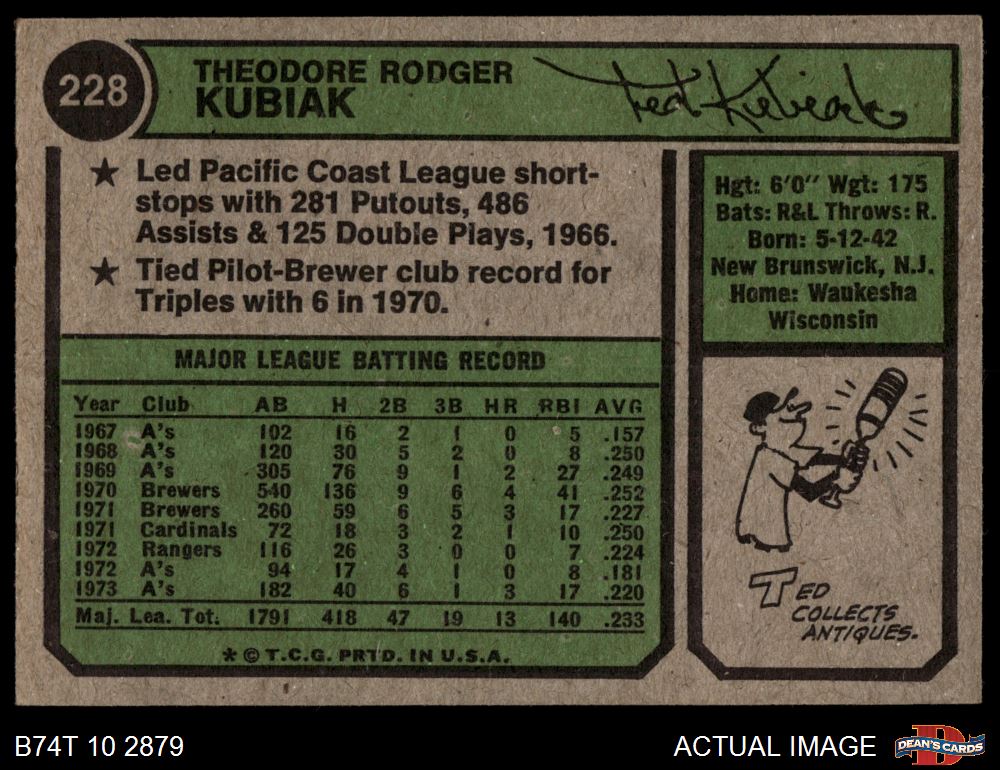 228
THEODORE RODGER
KUBIAK
Ted Kubiak
★ Led Pacific Coast League short-
stops with 281 Putouts, 486
Assists & 125 Double Plays, 1966.
★ Tied Pilot-Brewer club record for
Triples with 6 in 1970.
Hgt: 6'0" Wgt: 175
Bats: R&L Throws: R.
Born: 5-12-42
New Brunswick, N.J.
Home: Waukesha
Wisconsin
MAJOR LEAGUE BATTING RECORD
Year Club AB H 2B 3B HR RBI AVG
1967 A's 102 16 2 1 0 5 .157
1968 A's 120 30 5 2 0 8 .250
1969 A's 305 76 9 1 2 27 .249
1970 Brewers 540 136 9 6 4 41 .252
1971 Brewers 260 59 6 5 3 17 .227
1971 Cardinals 72 18 3 2 1 10 .250
1972 Rangers 116 26 3 0 0 7 .224
1972 A's 94 17 4 1 0 8 .181
1973 A's 182 40 6 1 3 17 .220
Maj. Lea. Tot. 1791 418 47 19 13 140 .233
* © T.C.G. PRTD. IN U.S.A.
TED
COLLECTS
ANTIQUES.
B74T 10 2879
ACTUAL IMAGE
DEAN'S CARDS